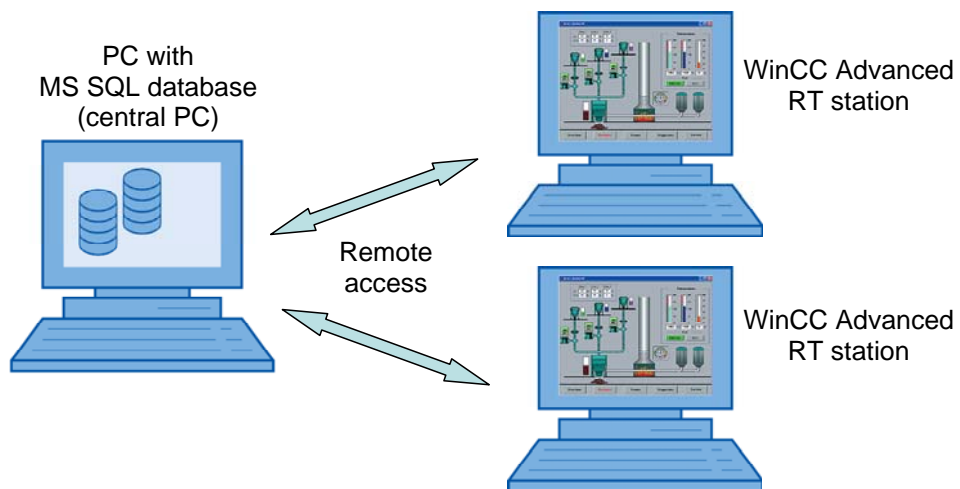 PC with
MS SQL database
(central PC)
WinCC Advanced
RT station
Remote
access
WinCC Advanced
RT station